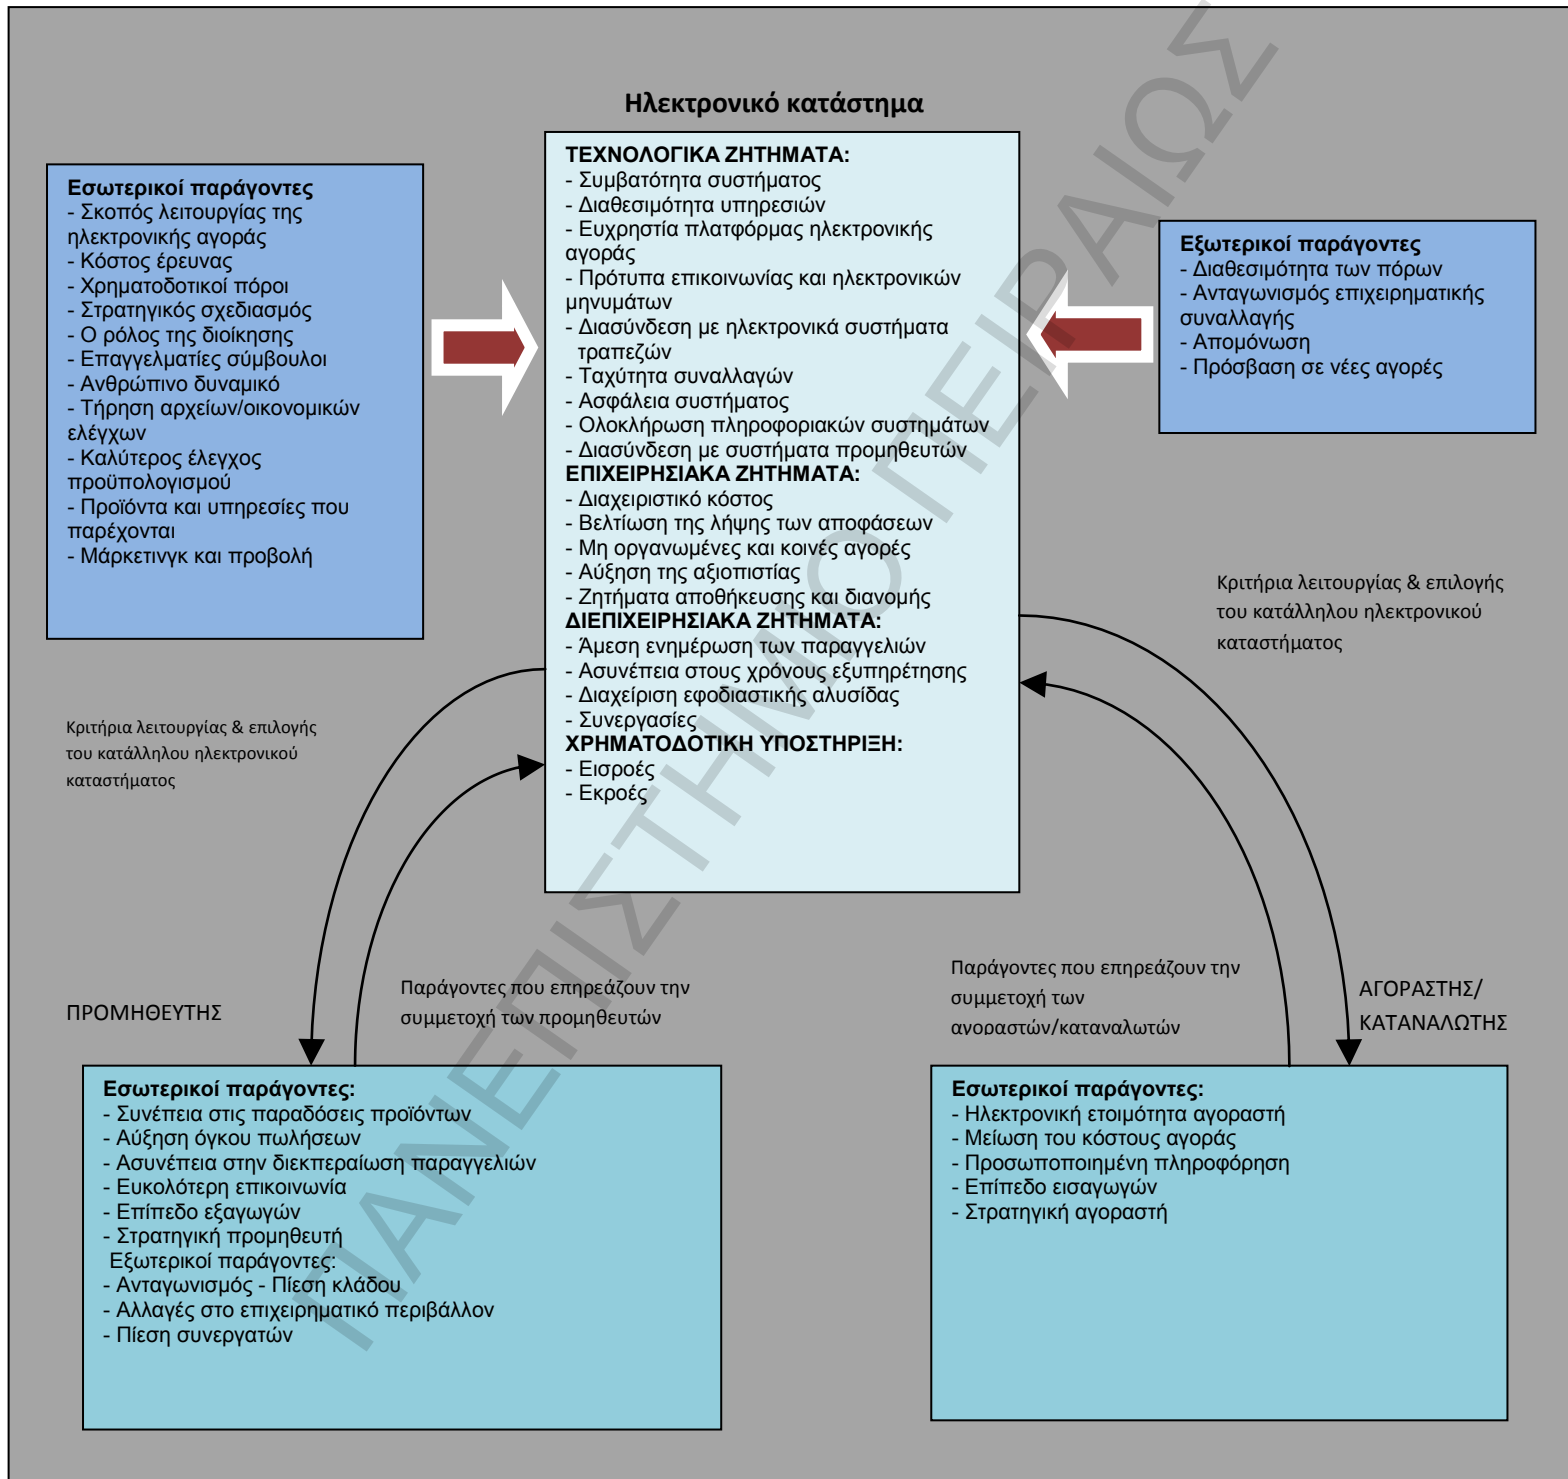 Ηλεκτρονικό κατάστημα
Εσωτερικοί παράγοντες
- Σκοπός λειτουργίας της
ηλεκτρονικής αγοράς
- Κόστος έρευνας
- Χρηματοδοτικοί πόροι
- Στρατηγικός σχεδιασμός
- Ο ρόλος της διοίκησης
- Επαγγελματίες σύμβουλοι
- Ανθρώπινο δυναμικό
- Τήρηση αρχείων/οικονομικών
ελέγχων
- Καλύτερος έλεγχος
προϋπολογισμού
- Προϊόντα και υπηρεσίες που
παρέχονται
- Μάρκετινγκ και προβολή
ΤΕΧΝΟΛΟΓΙΚΑ ΖΗΤΗΜΑΤΑ:
- Συμβατότητα συστήματος
- Διαθεσιμότητα υπηρεσιών
- Ευχρηστία πλατφόρμας ηλεκτρονικής
αγοράς
- Πρότυπα επικοινωνίας και ηλεκτρονικών
μηνυμάτων
- Διασύνδεση με ηλεκτρονικά συστήματα
τραπεζών
- Ταχύτητα συναλλαγών
- Ασφάλεια συστήματος
- Ολοκλήρωση πληροφοριακών συστημάτων
- Διασύνδεση με συστήματα προμηθευτών
ΕΠΙΧΕΙΡΗΣΙΑΚΑ ΖΗΤΗΜΑΤΑ:
- Διαχειριστικό κόστος
- Βελτίωση της λήψης των αποφάσεων
- Μη οργανωμένες και κοινές αγορές
- Αύξηση της αξιοπιστίας
- Ζητήματα αποθήκευσης και διανομής
ΔΙΕΠΙΧΕΙΡΗΣΙΑΚΑ ΖΗΤΗΜΑΤΑ:
- Άμεση ενημέρωση των παραγγελιών
- Ασυνέπεια στους χρόνους εξυπηρέτησης
- Διαχείριση εφοδιαστικής αλυσίδας
- Συνεργασίες
ΧΡΗΜΑΤΟΔΟΤΙΚΗ ΥΠΟΣΤΗΡΙΞΗ:
- Εισροές
- Εκροές
Εξωτερικοί παράγοντες
- Διαθεσιμότητα των πόρων
- Ανταγωνισμός επιχειρηματικής
συναλλαγής
- Απομόνωση
- Πρόσβαση σε νέες αγορές
Κριτήρια λειτουργίας & επιλογής
του κατάλληλου ηλεκτρονικού
καταστήματος
Κριτήρια λειτουργίας & επιλογής
του κατάλληλου ηλεκτρονικού
καταστήματος
ΠΡΟΜΗΘΕΥΤΗΣ
Παράγοντες που επηρεάζουν την
συμμετοχή των προμηθευτών
Παράγοντες που επηρεάζουν την
συμμετοχή των
αγοραστών/καταναλωτών
ΑΓΟΡΑΣΤΗΣ/
ΚΑΤΑΝΑΛΩΤΗΣ
Εσωτερικοί παράγοντες:
- Συνέπεια στις παραδόσεις προϊόντων
- Αύξηση όγκου πωλήσεων
- Ασυνέπεια στην διεκπεραίωση παραγγελιών
- Ευκολότερη επικοινωνία
- Επίπεδο εξαγωγών
- Στρατηγική προμηθευτή
Εξωτερικοί παράγοντες:
- Ανταγωνισμός - Πίεση κλάδου
- Αλλαγές στο επιχειρηματικό περιβάλλον
- Πίεση συνεργατών
Εσωτερικοί παράγοντες:
- Ηλεκτρονική ετοιμότητα αγοραστή
- Μείωση του κόστους αγοράς
- Προσωποποιημένη πληροφόρηση
- Επίπεδο εισαγωγών
- Στρατηγική αγοραστή
ΠΑΝΕΠΙΣΤΗΜΙΟ ΠΕΙΡΑΙΩΣ